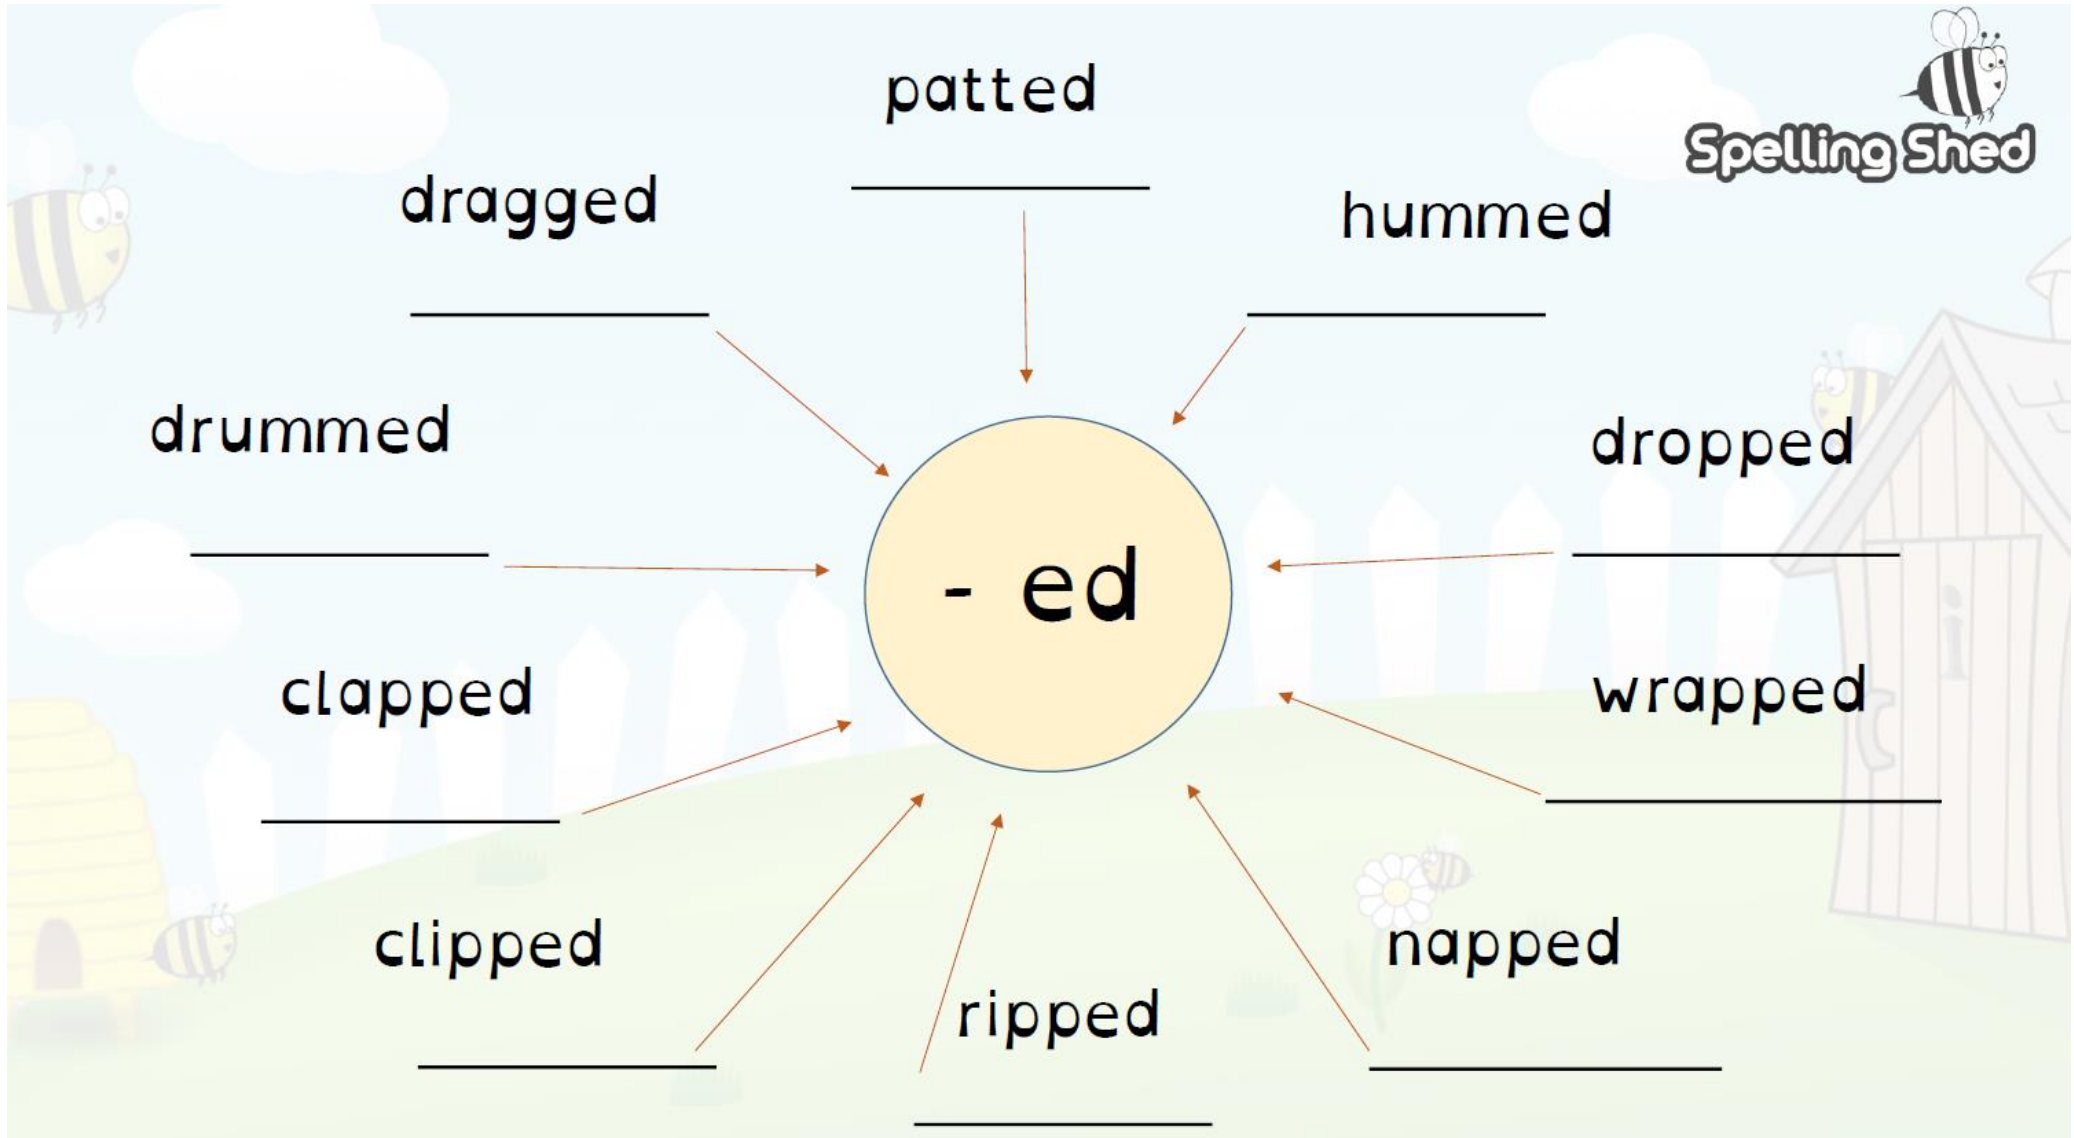 patted
Spelling Shed
dragged
hummed
drummed
dropped
- ed
clapped
wrapped
clipped
napped
ripped